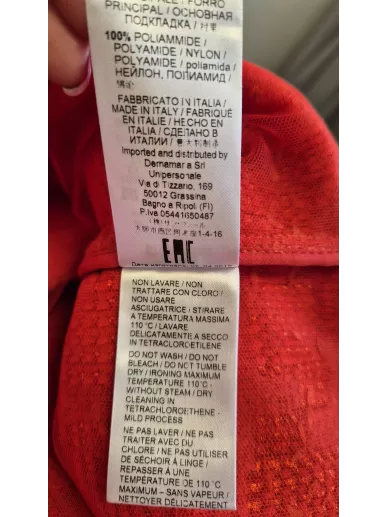 PRINCIPAL / OCHOВНАЯ
ПОДКЛАДКА /
100% POLIAMMIDE /
POLYAMIDE / NYLON /
POLYAMIDE / poliamida /
НЕЙЛОН, ПОЛИАМИД /
FABBRICATO IN ITALIA /
MADE IN ITALY / FABRIQUÉ
EN ITALIE / HECHO EN
ITALIA / СДЕЛАНО В
ИТАЛИИ /
Imported and distributed by
Demamar a Srl
Unipersonale
Via di Tizzano, 169
50012 Grassina
Bagno a Ripoli (FI)
P.Iva 05441650487
1-4-16
EAC
NON LAVARE / NON
TRATTARE CON CLORO /
NON USARE
ASCIUGATRICE / STIRARE
A TEMPERATURA MASSIMA
110°C / LAVARE
DELICATAMENTE A SECCO
IN TETRACLOROETILENE
DO NOT WASH / DO NOT
BLEACH / DO NOT TUMBLE
DRY / IRONING MAXIMUM
TEMPERATURE 110°C
WITHOUT STEAM / DRY
CLEANING IN
TETRACHLOROETHENE -
MILD PROCESS
NE PAS LAVER / NE PAS
TRAITER AVEC DU
CHLORE / NE PAS UTILISER
DE SÉCHOIR À LINGE /
REPASSER À UNE
TEMPÉRATURE DE 110°C
MAXIMUM – SANS VAPEUR /
NETTOYER DÉLICATEMENT